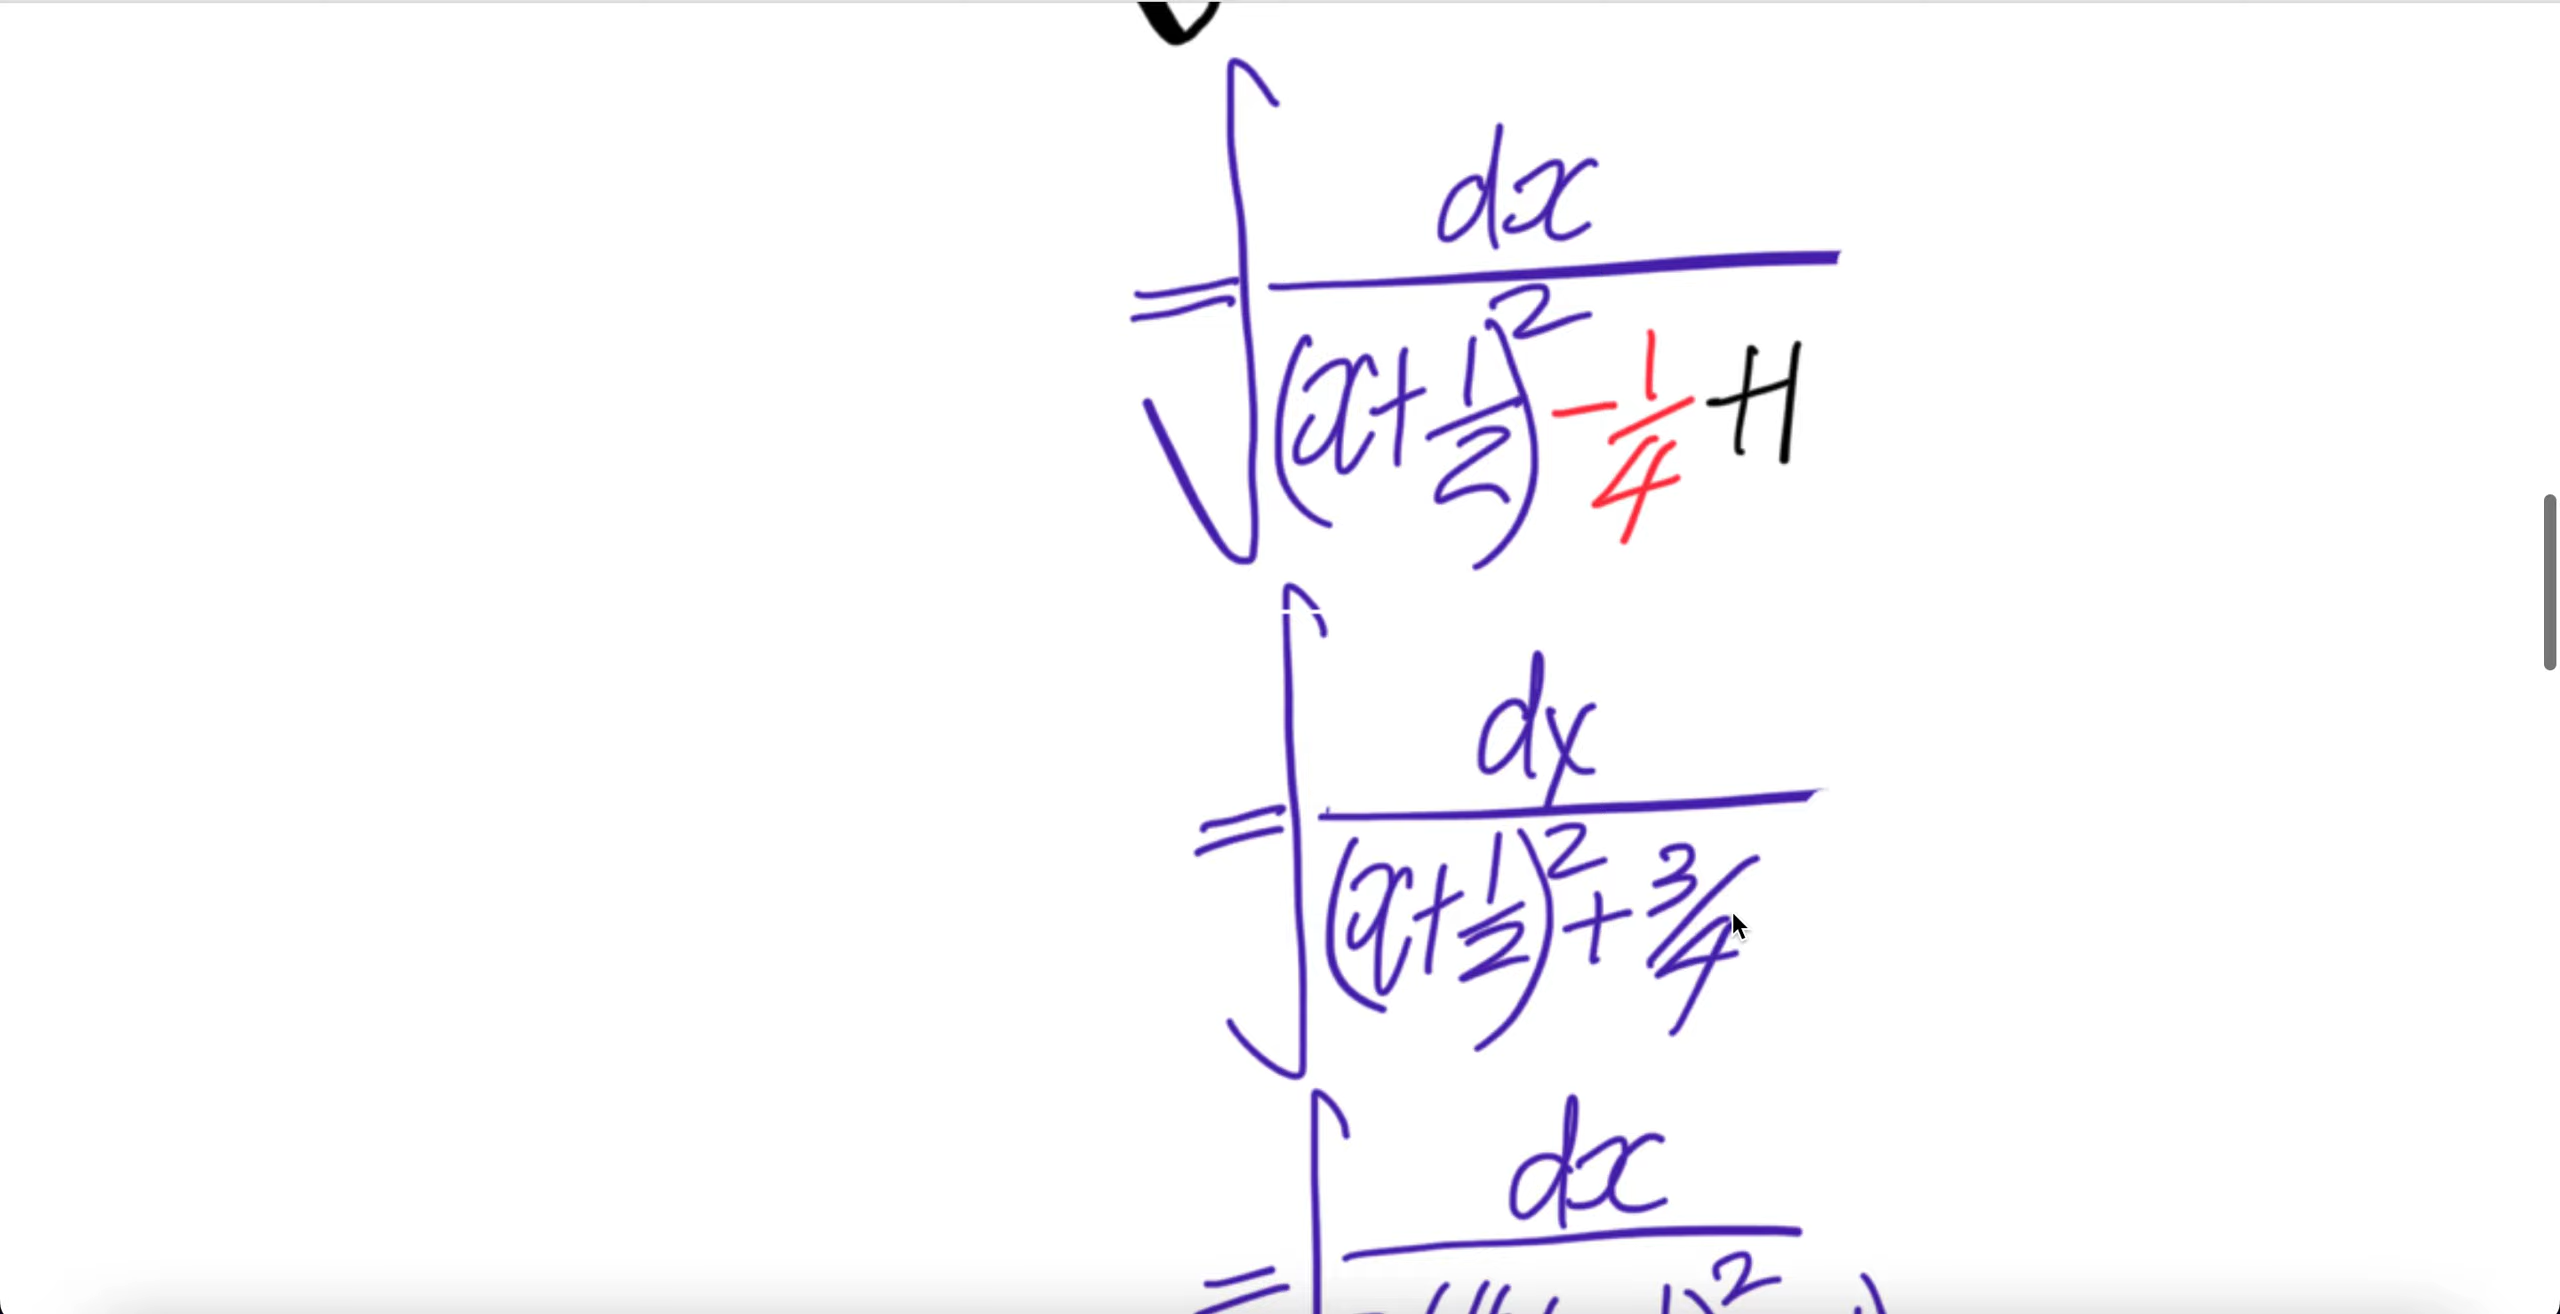 = ∫ dx / ((x + 1/2)² - 1/4 + 1)
= ∫ dx / ((x + 1/2)² + 3/4)
= ∫ dx